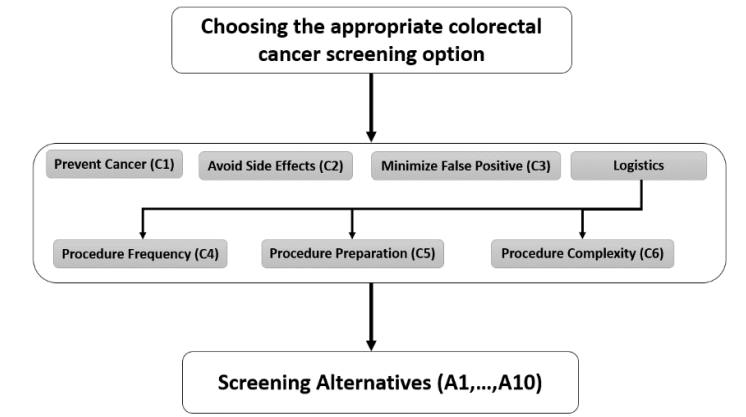 Choosing the appropriate colorectal
cancer screening option
Prevent Cancer (C1)
Avoid Side Effects (C2)
Minimize False Positive (C3)
Logistics
Procedure Frequency (C4)
Procedure Preparation (C5)
Procedure Complexity (C6)
Screening Alternatives (A1,...,A10)